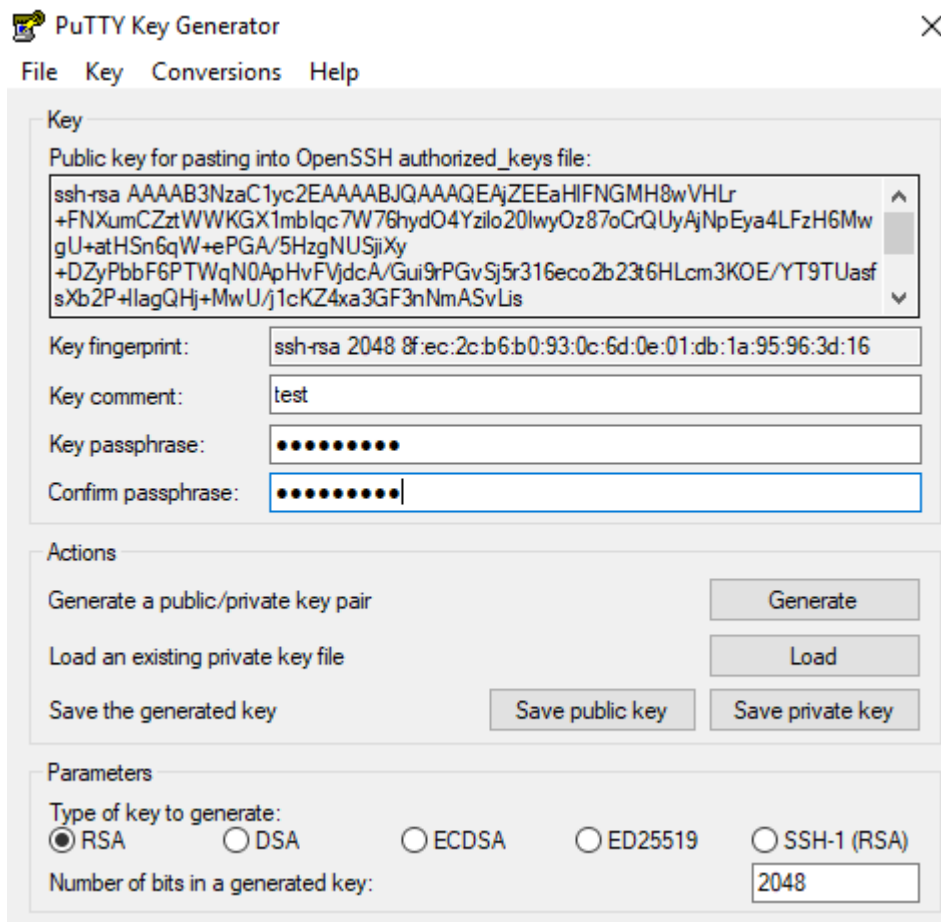 PuTTY Key Generator
File Key Conversions Help
Key
Public key for pasting into OpenSSH authorized_keys file:
ssh-rsa AAAAB3NzaC1yc2EAAAABJQAAAQEAjZEEaHlFNGMH8wVHLr
+FNXumCZztWWKGX1mbIqc7W76hydO4Yzilo20IwyOz87oCrQUyAjNpEya4LFzH6Mw
gU+atHSn6qW+ePGA/5HzgNUSjiXy
+DZyPbbF6PTWqN0ApHvFVjdcA/Gui9rPGvSj5r316eco2b23t6HLcm3KOE/YT9TUasf
sXb2P+IlagQHj+MwU/j1cKZ4xa3GF3nNmASvLis
Key fingerprint: ssh-rsa 2048 8f:ec:2c:b6:b0:93:0c:6d:0e:01:db:1a:95:96:3d:16
Key comment: test
Key passphrase: ●●●●●●●●●
Confirm passphrase: ●●●●●●●●●
Actions
Generate a public/private key pair Generate
Load an existing private key file Load
Save the generated key Save public key Save private key
Parameters
Type of key to generate:
RSA DSA ECDSA ED25519 SSH-1 (RSA)
Number of bits in a generated key: 2048